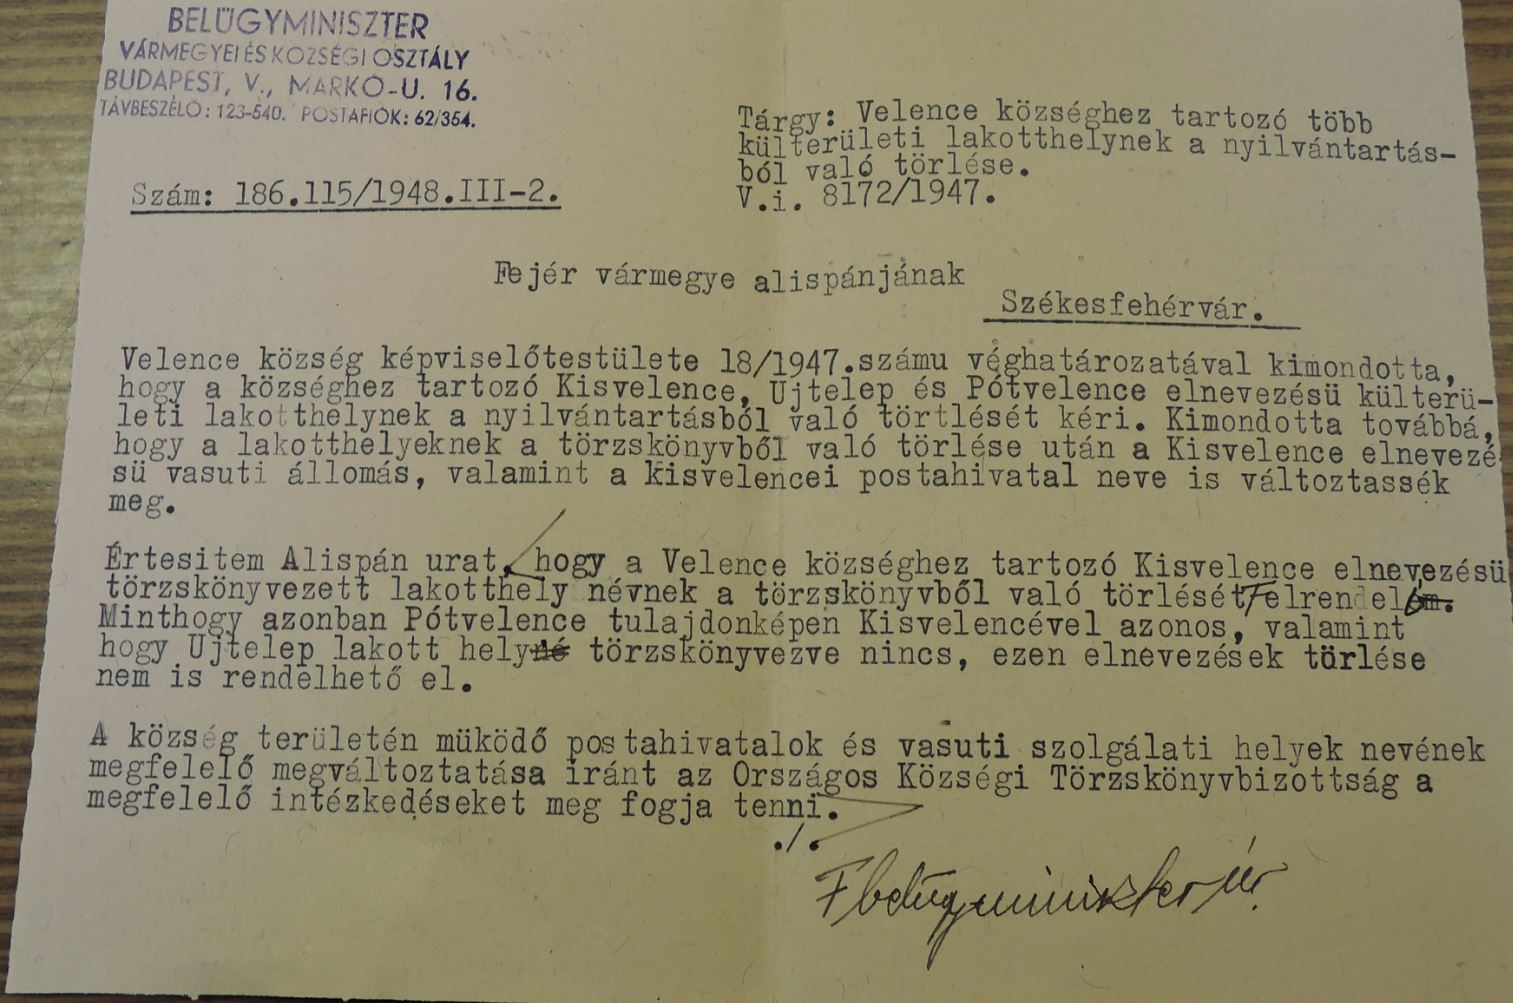 BELÜGYMINISZTER
VÁRMEGYEI ÉS KÖZSÉGI OSZTÁLY
BUDAPEST, V., MARKÓ-U. 16.
TÁVBESZÉLŐ: 123-540. POSTAFIÓK: 62/354.
Tárgy: Velence községhez tartozó több
külterületi lakotthelynek a nyilvántartás-
ból való törlése.
V.i. 8172/1947.
Szám: 186.115/1948.III-2.
Fejér vármegye alispánjának
Székesfehérvár.
Velence község képviselőtestülete 18/1947.számu véghatározatával kimondotta,
hogy a községhez tartozó Kisvelence, Ujtelep és Pótvelence elnevezésü külterü-
leti lakotthelynek a nyilvántartásból való törtlését kéri. Kimondotta továbbá,
hogy a lakotthelyeknek a törzskönyvből való törlése után a Kisvelence elnevezé
sü vasuti állomás, valamint a kisvelencei postahivatal neve is változtassék
meg.
Értesitem Alispán urat, hogy a Velence községhez tartozó Kisvelence elnevezésü
törzskönyvezett lakotthely névnek a törzskönyvből való törlését F elrendelte.
Minthogy azonban Pótvelence tulajdonképen Kisvelencével azonos, valamint
hogy Ujtelep lakott hely törzskönyvezve nincs, ezen elnevezések törlése
nem is rendelhető el.
A község területén müködő postahivatalok és vasuti szolgálati helyek nevének
megfelelő megváltoztatása iránt az Országos Községi Törzskönyvbizottság a
megfelelő intézkedéseket meg fogja tenni.
./.
F belügyminiszter úr